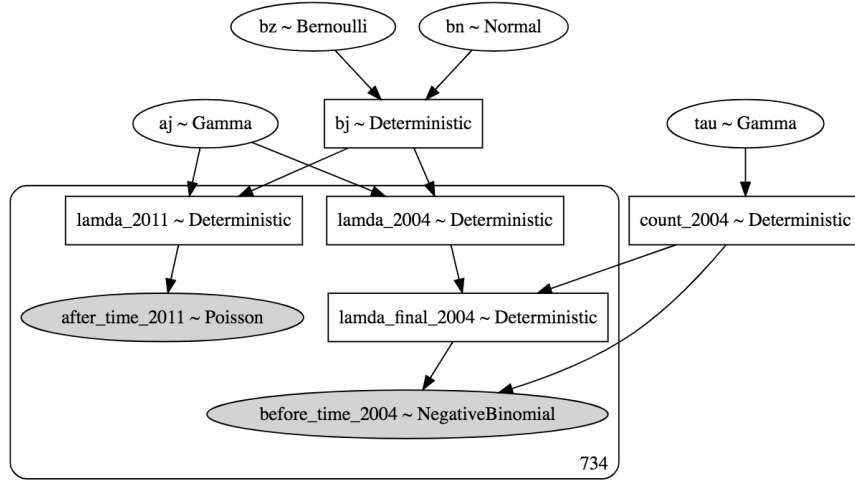 bz ~ Bernoulli
bn ~ Normal
aj ~ Gamma
bj ~ Deterministic
tau ~ Gamma
lamda_2011 ~ Deterministic
lamda_2004 ~ Deterministic
count_2004 ~ Deterministic
after_time_2011 ~ Poisson
lamda_final_2004 ~ Deterministic
before_time_2004 ~ NegativeBinomial
734